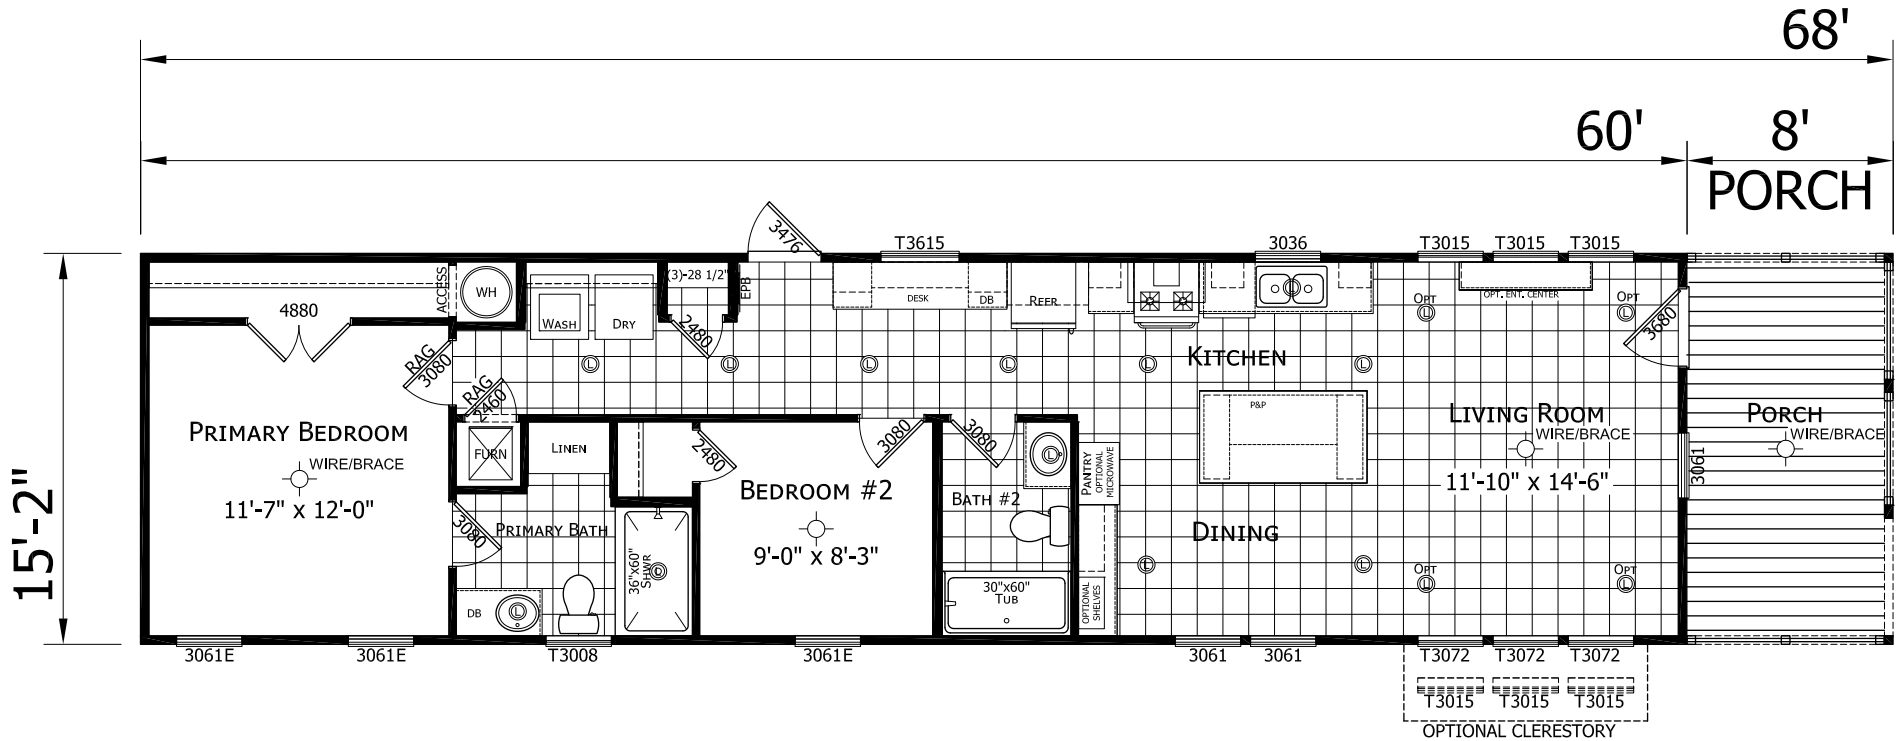 68'
60'
8'
PORCH
15'-2"
3476
T3615
3036
T3015
T3015
T3015
ACCESS
WH
WASH
DRY
(3)-28 1/2"
EPB
DESK
DB
REFR
OPT. ENT. CENTER
4880
2480
OPT
L
OPT
L
3680
RAG
3080
L
L
L
L
L
KITCHEN
L
RAG
2460
P&P
PRIMARY BEDROOM
WIRE/BRACE
11'-7" x 12'-0"
FURN
LINEN
2480
3080
3080
L
LIVING ROOM
WIRE/BRACE
11'-10" x 14'-6"
PORCH
WIRE/BRACE
3061
PANTRY
OPTIONAL
MICROWAVE
BEDROOM #2
9'-0" x 8'-3"
BATH #2
3080
PRIMARY BATH
DINING
36"x60"
SHWR
L
30"x60"
TUB
L
L
OPT
L
OPT
L
OPTIONAL
SHELVES
DB
L
3061E
3061E
T3008
3061E
3061
3061
T3072
T3072
T3072
T3015
T3015
T3015
OPTIONAL CLERESTORY